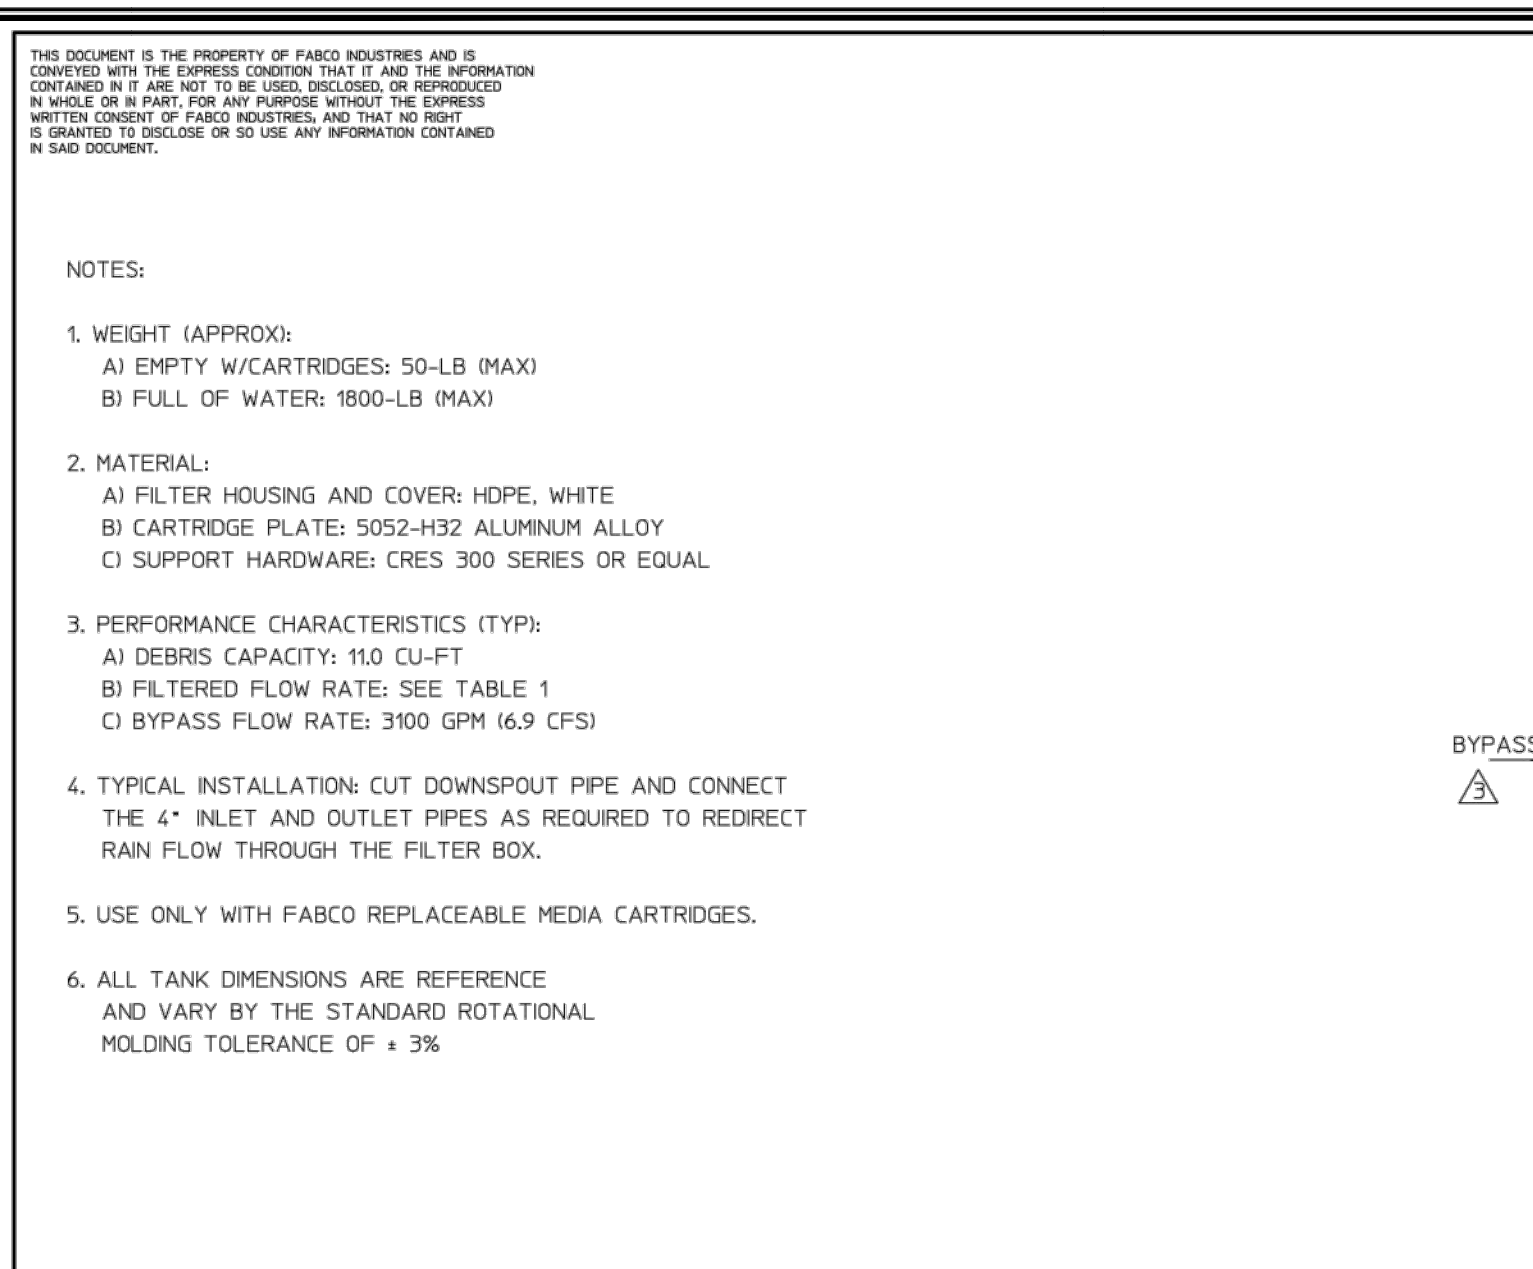 THIS DOCUMENT IS THE PROPERTY OF FABCO INDUSTRIES AND IS
CONVEYED WITH THE EXPRESS CONDITION THAT IT AND THE INFORMATION
CONTAINED IN IT ARE NOT TO BE USED, DISCLOSED, OR REPRODUCED
IN WHOLE OR IN PART, FOR ANY PURPOSE WITHOUT THE EXPRESS
WRITTEN CONSENT OF FABCO INDUSTRIES, AND THAT NO RIGHT
IS GRANTED TO DISCLOSE OR SO USE ANY INFORMATION CONTAINED
IN SAID DOCUMENT.
NOTES:
1. WEIGHT (APPROX):
A) EMPTY W/CARTRIDGES: 50-LB (MAX)
B) FULL OF WATER: 1800-LB (MAX)
2. MATERIAL:
A) FILTER HOUSING AND COVER: HDPE, WHITE
B) CARTRIDGE PLATE: 5052-H32 ALUMINUM ALLOY
C) SUPPORT HARDWARE: CRES 300 SERIES OR EQUAL
3. PERFORMANCE CHARACTERISTICS (TYP):
A) DEBRIS CAPACITY: 11.0 CU-FT
B) FILTERED FLOW RATE: SEE TABLE 1
C) BYPASS FLOW RATE: 3100 GPM (6.9 CFS)
4. TYPICAL INSTALLATION: CUT DOWNSPOUT PIPE AND CONNECT
THE 4" INLET AND OUTLET PIPES AS REQUIRED TO REDIRECT
RAIN FLOW THROUGH THE FILTER BOX.
5. USE ONLY WITH FABCO REPLACEABLE MEDIA CARTRIDGES.
6. ALL TANK DIMENSIONS ARE REFERENCE
AND VARY BY THE STANDARD ROTATIONAL
MOLDING TOLERANCE OF ± 3%
BYPASS
3